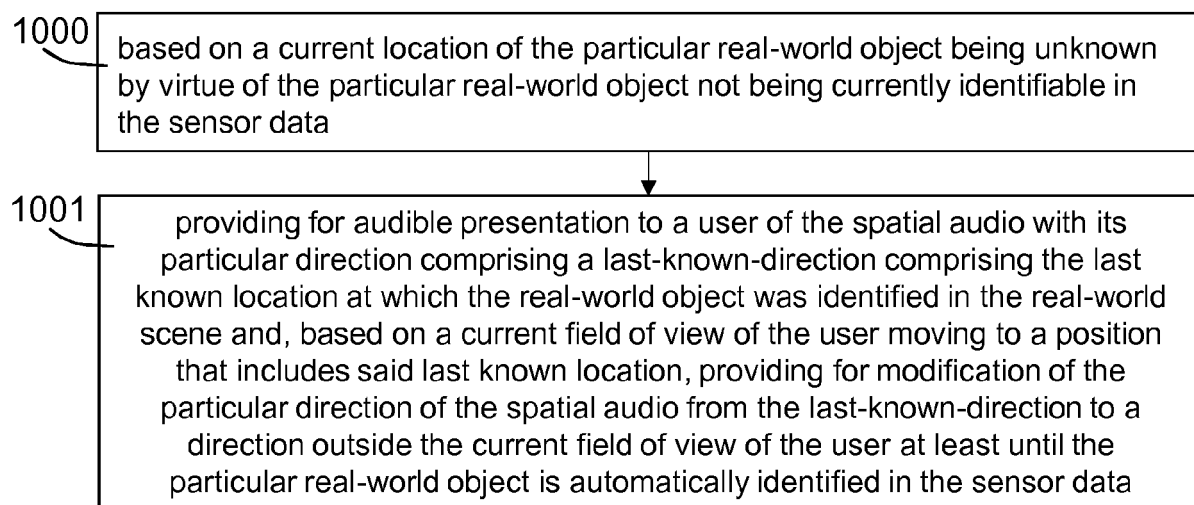 1000
based on a current location of the particular real-world object being unknown
by virtue of the particular real-world object not being currently identifiable in
the sensor data
1001
providing for audible presentation to a user of the spatial audio with its
particular direction comprising a last-known-direction comprising the last
known location at which the real-world object was identified in the real-world
scene and, based on a current field of view of the user moving to a position
that includes said last known location, providing for modification of the
particular direction of the spatial audio from the last-known-direction to a
direction outside the current field of view of the user at least until the
particular real-world object is automatically identified in the sensor data